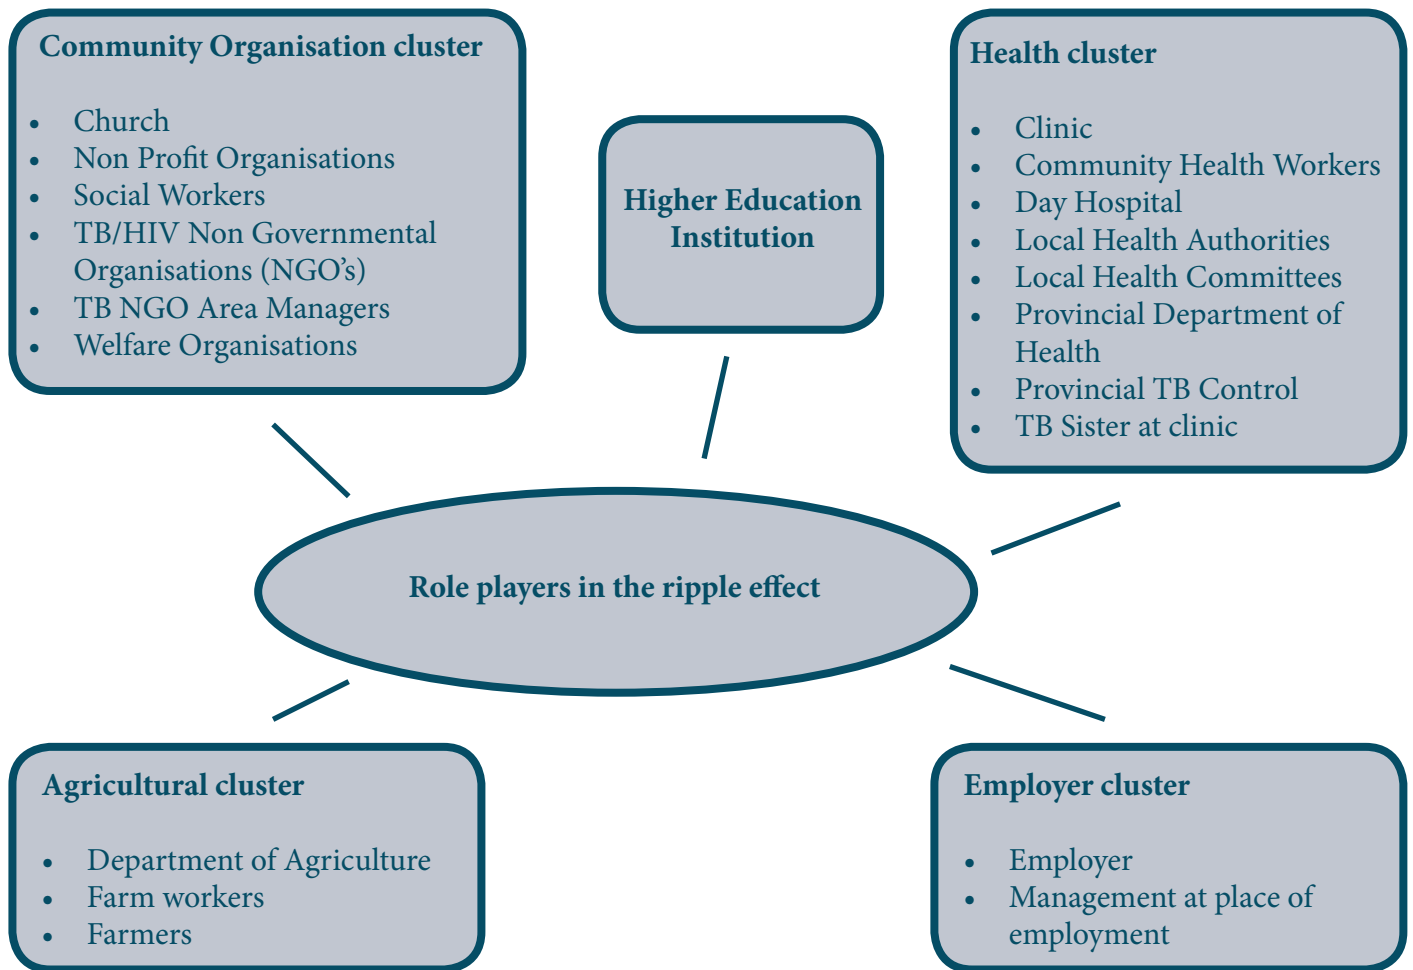 Community Organisation cluster
• Church
• Non Profit Organisations
• Social Workers
• TB/HIV Non Governmental
Organisations (NGO’s)
• TB NGO Area Managers
• Welfare Organisations
Higher Education
Institution
Health cluster
• Clinic
• Community Health Workers
• Day Hospital
• Local Health Authorities
• Local Health Committees
• Provincial Department of
Health
• Provincial TB Control
• TB Sister at clinic
Role players in the ripple effect
Agricultural cluster
• Department of Agriculture
• Farm workers
• Farmers
Employer cluster
• Employer
• Management at place of
employment